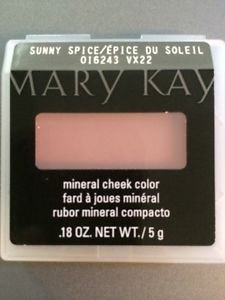 SUNNY SPICE/ÉPICE DU SOLEIL
016243 VX22
MARY KAY
mineral cheek color
fard à joues minéral
rubor mineral compacto
.18 OZ. NET WT./5 g